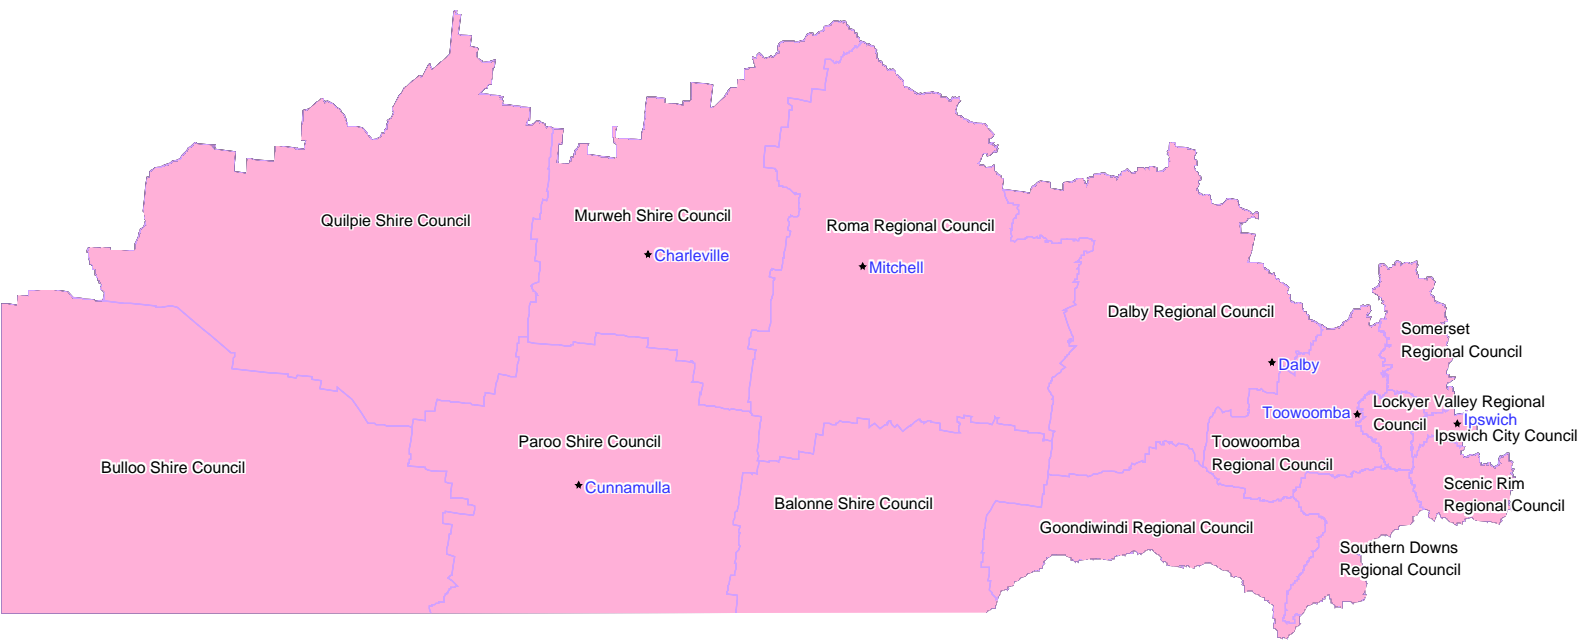 Quilpie Shire Council
Murweh Shire Council
Charleville
Roma Regional Council
Mitchell
Dalby Regional Council
Dalby
Somerset
Regional Council
Toowoomba
Lockyer Valley Regional
Council
Ipswich
Ipswich City Council
Toowoomba
Regional Council
Paroo Shire Council
Cunnamulla
Bulloo Shire Council
Balonne Shire Council
Goondiwindi Regional Council
Scenic Rim
Regional Council
Southern Downs
Regional Council